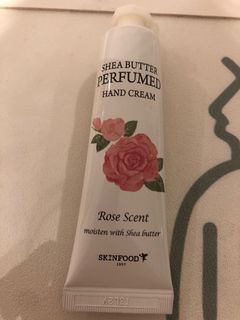 SHEA BUTTER
PERFUMED
HAND CREAM
Rose Scent
moisten with Shea butter
SKINFOOD
1957